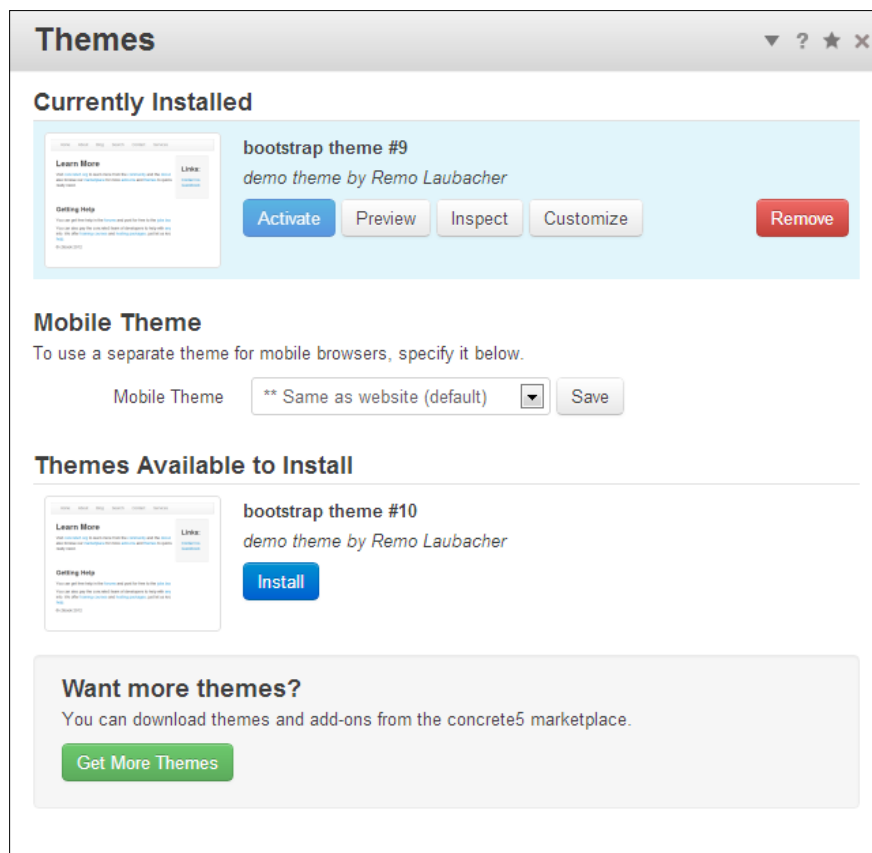 Themes
?
Currently Installed
Learn More
Links:
Getting Help
bootstrap theme #9
demo theme by Remo Laubacher
Activate Preview Inspect Customize Remove
Mobile Theme
To use a separate theme for mobile browsers, specify it below.
Mobile Theme ** Same as website (default) Save
Themes Available to Install
Learn More
Links:
Getting Help
bootstrap theme #10
demo theme by Remo Laubacher
Install
Want more themes?
You can download themes and add-ons from the concrete5 marketplace.
Get More Themes